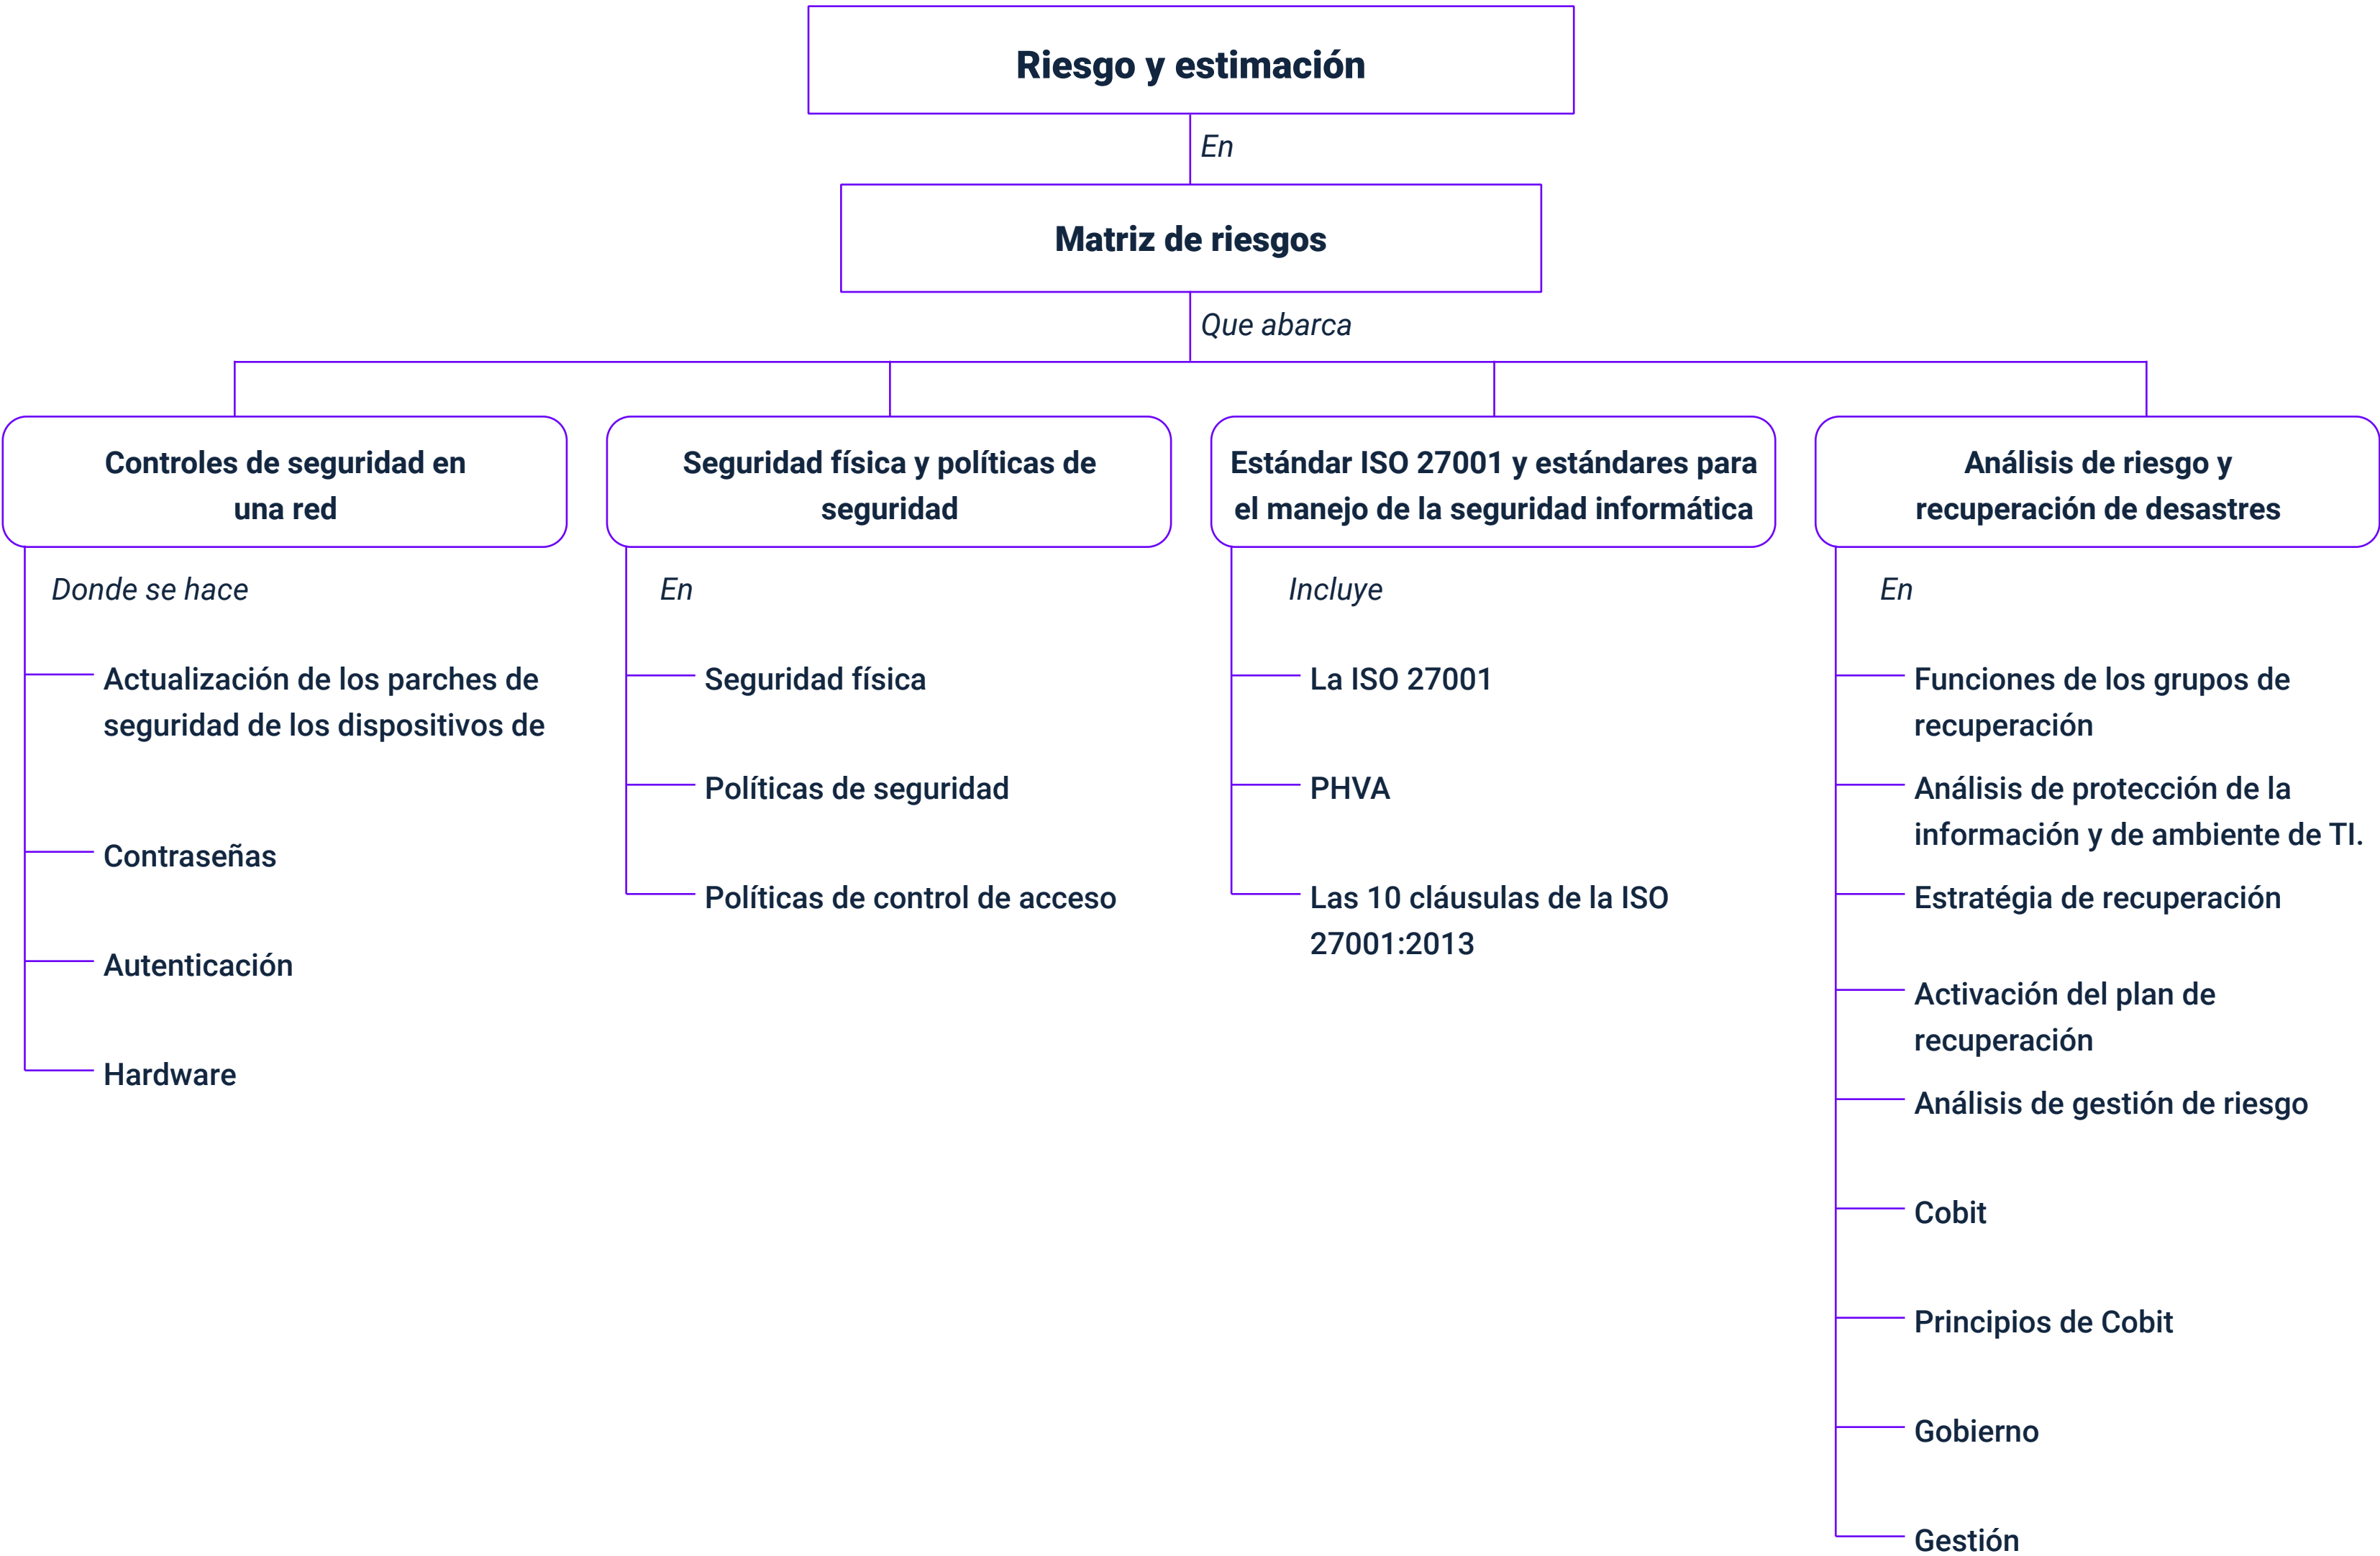 Riesgo y estimación
En
Matriz de riesgos
Que abarca
Controles de seguridad en
una red
Donde se hace
Actualización de los parches de
seguridad de los dispositivos de
Contraseñas
Autenticación
Hardware
Seguridad física y políticas de
seguridad
En
Seguridad física
Políticas de seguridad
Políticas de control de acceso
Estándar ISO 27001 y estándares para
el manejo de la seguridad informática
Incluye
La ISO 27001
PHVA
Las 10 cláusulas de la ISO
27001:2013
Análisis de riesgo y
recuperación de desastres
En
Funciones de los grupos de
recuperación
Análisis de protección de la
información y de ambiente de TI.
Estratégia de recuperación
Activación del plan de
recuperación
Análisis de gestión de riesgo
Cobit
Principios de Cobit
Gobierno
Gestión